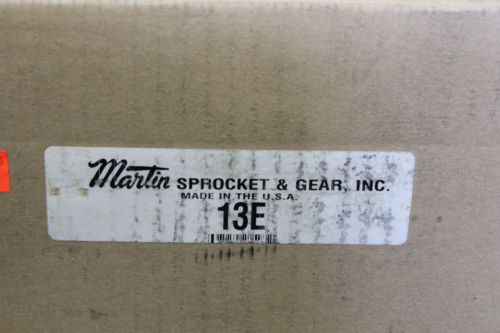 Martin SPROCKET & GEAR, INC.
MADE IN THE U.S.A.
13E